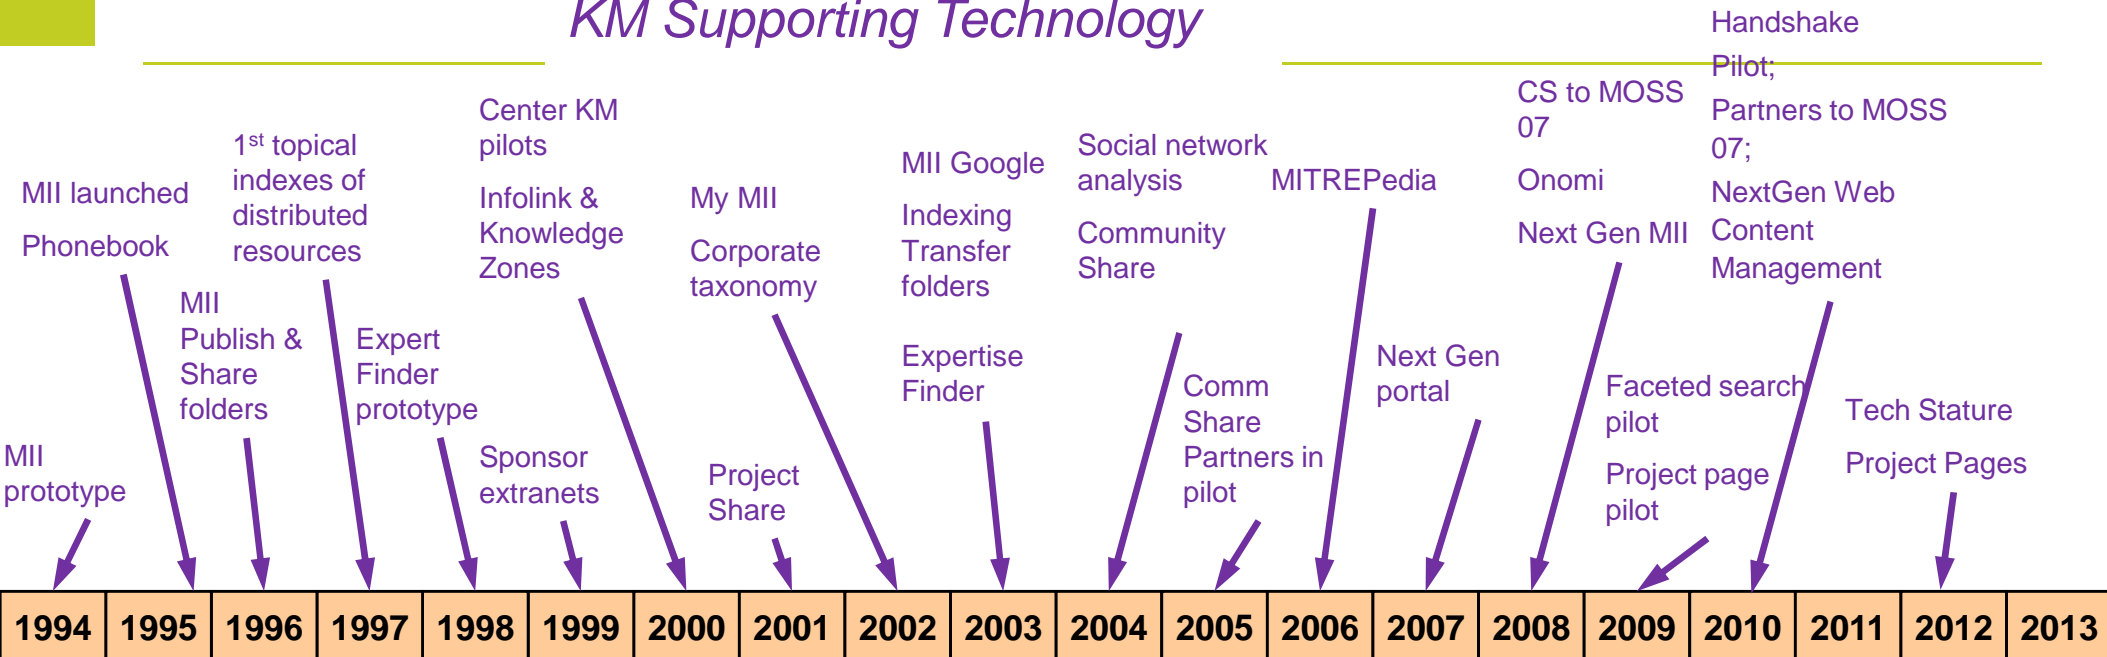 KM Supporting Technology
MII
prototype
MII launched
Phonebook
MII
Publish &
Share
folders
1st topical
indexes of
distributed
resources
Expert
Finder
prototype
Center KM
pilots
Infolink &
Knowledge
Zones
Sponsor
extranets
My MII
Corporate
taxonomy
Project
Share
MII Google
Indexing
Transfer
folders
Expertise
Finder
Social network
analysis
Community
Share
Comm
Share
Partners in
pilot
MITREPedia
Next Gen
portal
CS to MOSS
07
Onomi
Next Gen MII
Faceted search
pilot
Project page
pilot
Handshake
Pilot;
Partners to MOSS
07;
NextGen Web
Content
Management
Tech Stature
Project Pages
1994 1995 1996 1997 1998 1999 2000 2001 2002 2003 2004 2005 2006 2007 2008 2009 2010 2011 2012 2013